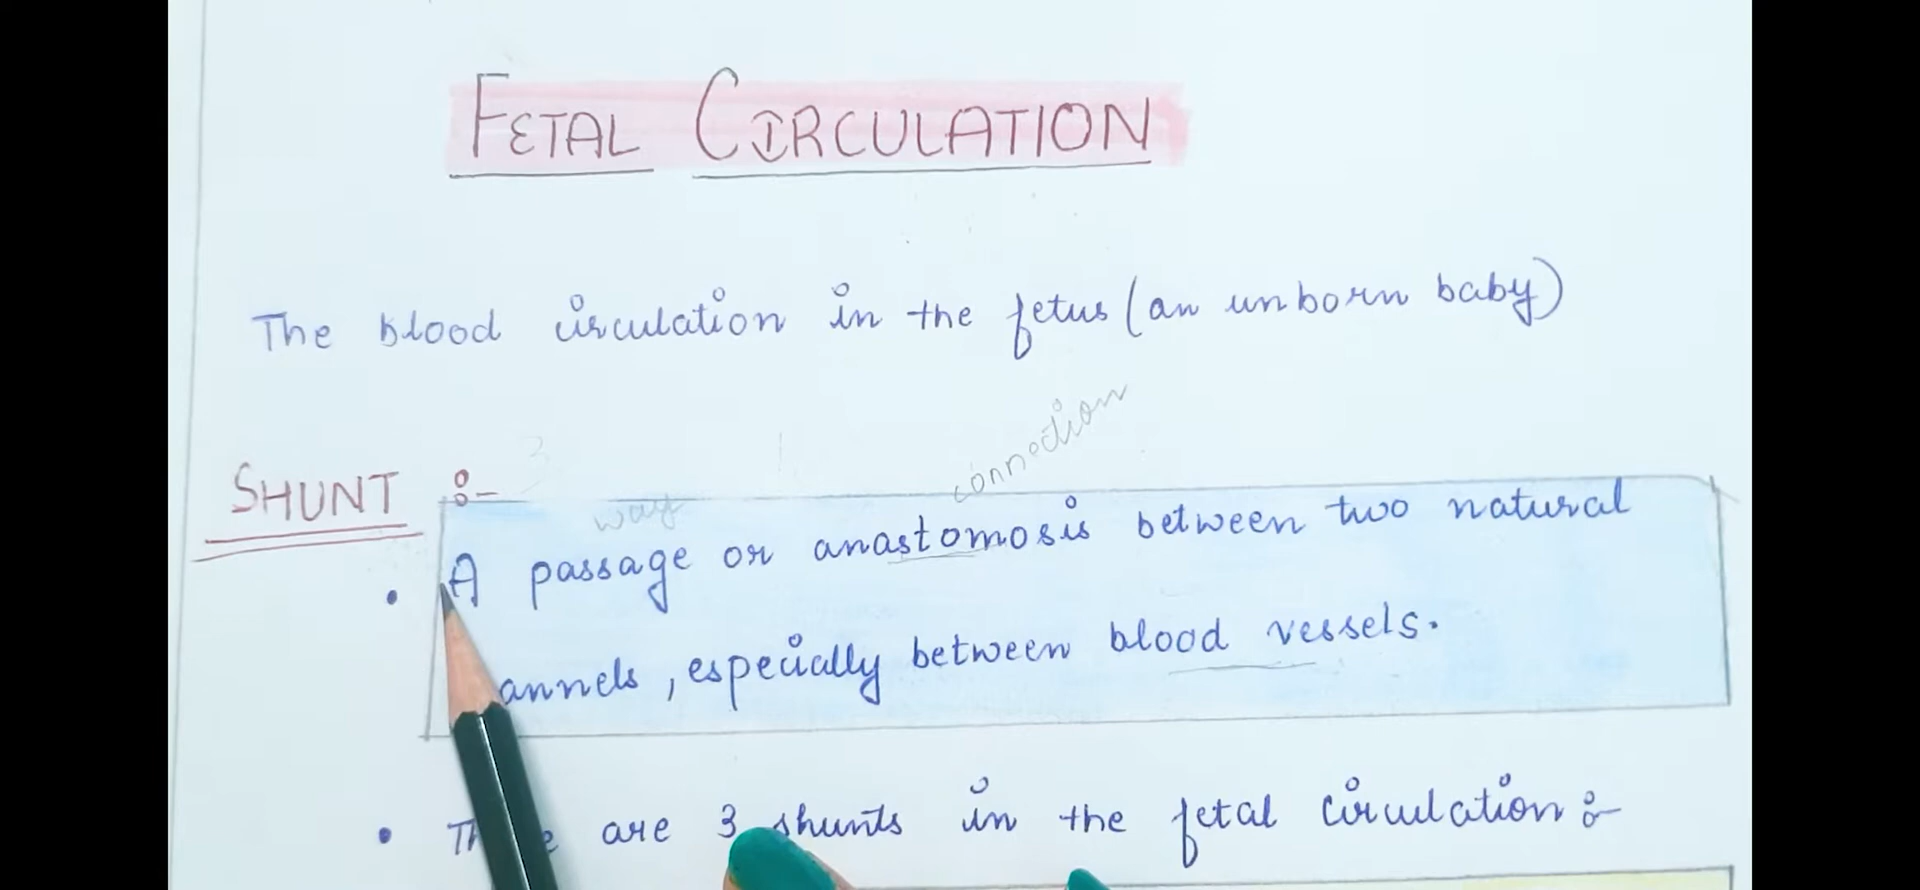 FETAL CIRCULATION
The blood circulation in the fetus (an unborn baby)
connection
SHUNT :-
way
• A passage or anastomosis between two natural
annels, especially between blood vessels.
• are 3 shunts in the fetal circulation :-